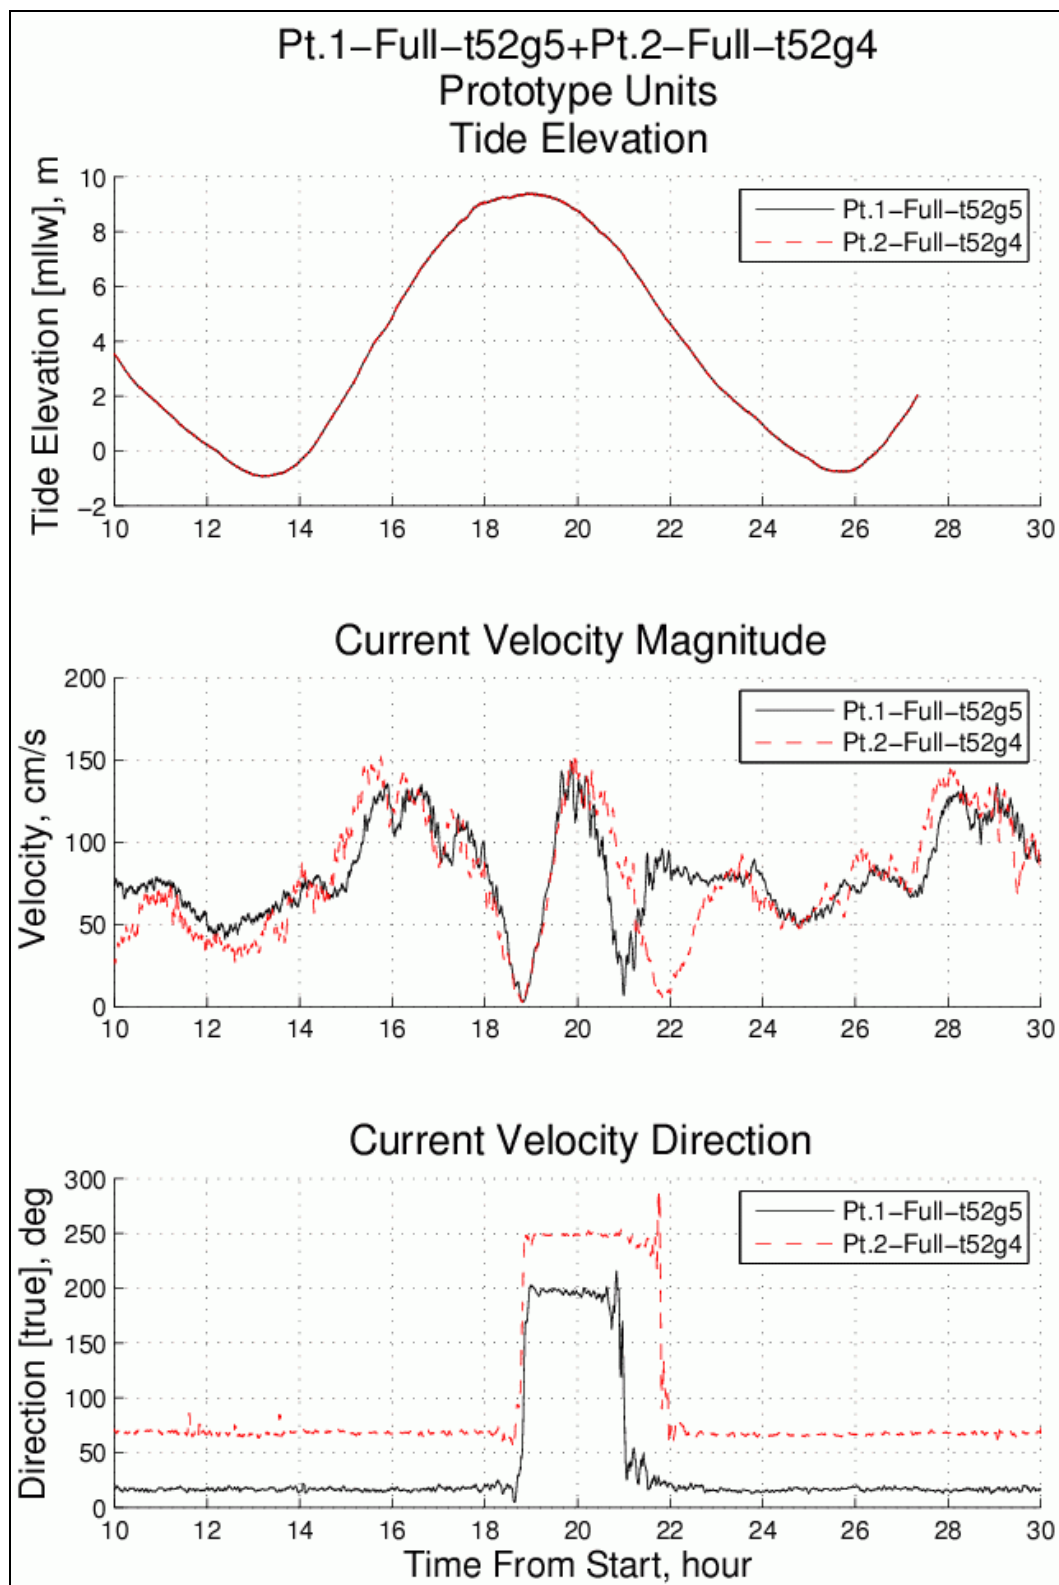 Pt.1-Full-t52g5+Pt.2-Full-t52g4
Prototype Units
Tide Elevation
Tide Elevation [mllw], m
10
8
6
4
2
0
-2
Pt.1-Full-t52g5
Pt.2-Full-t52g4
10 12 14 16 18 20 22 24 26 28 30
Current Velocity Magnitude
Velocity, cm/s
200
150
100
50
0
Pt.1-Full-t52g5
Pt.2-Full-t52g4
10 12 14 16 18 20 22 24 26 28 30
Current Velocity Direction
Direction [true], deg
300
250
200
150
100
50
0
Pt.1-Full-t52g5
Pt.2-Full-t52g4
10 12 14 16 18 20 22 24 26 28 30
Time From Start, hour